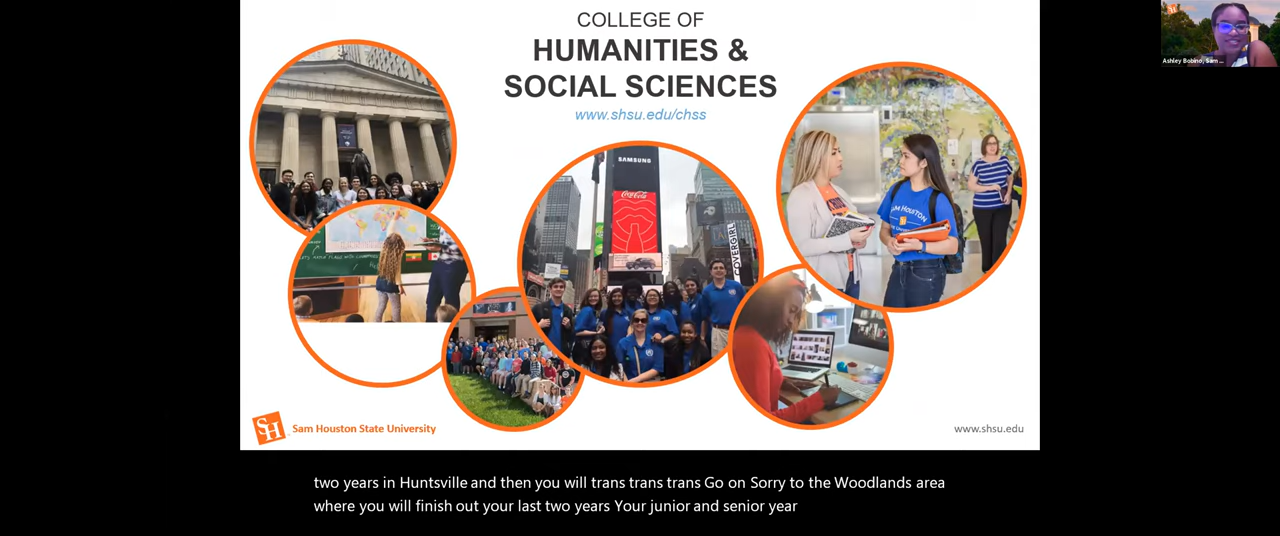 COLLEGE OF
HUMANITIES &
SOCIAL SCIENCES
www.shsu.edu/chss
Ashley Bobino, Sam ...
SAMSUNG
Coca-Cola
COVERGIRL
SAM HOUSTON
SH Sam Houston State University
www.shsu.edu
two years in Huntsville and then you will trans trans trans Go on Sorry to the Woodlands area
where you will finish out your last two years Your junior and senior year